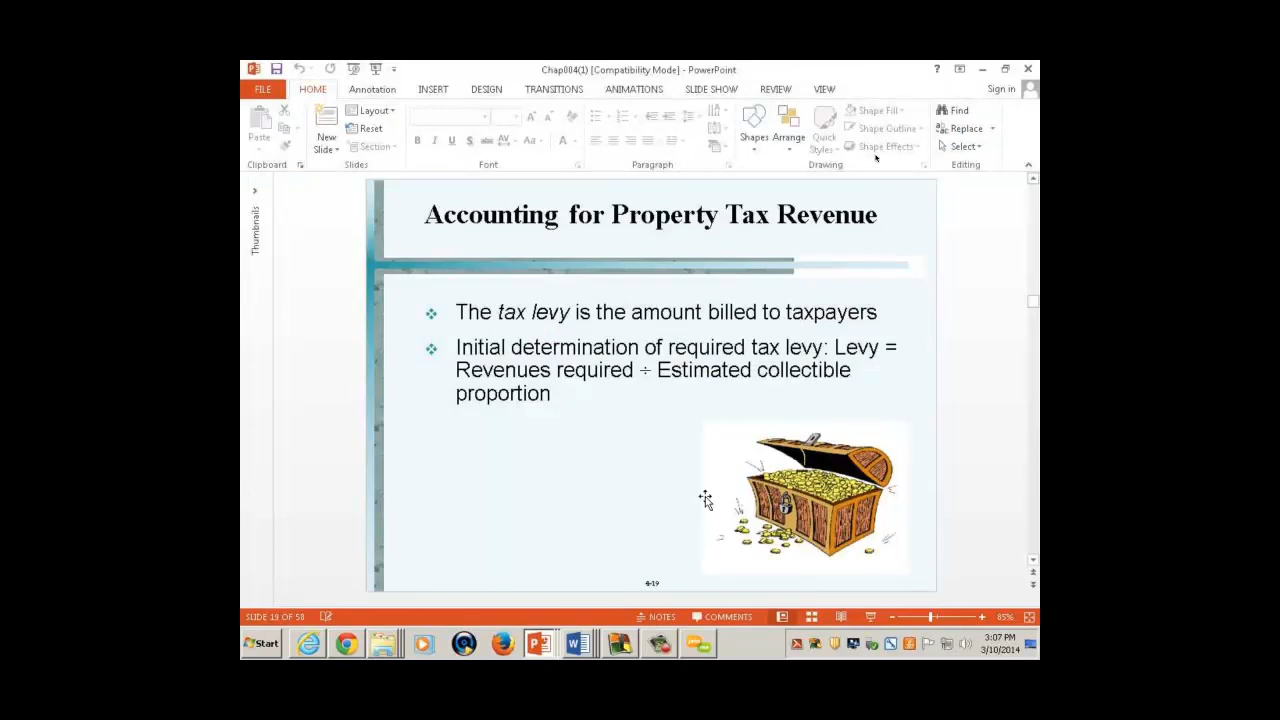 Chap004(1) [Compatibility Mode] - PowerPoint
?
FILE HOME Annotation INSERT DESIGN TRANSITIONS ANIMATIONS SLIDE SHOW REVIEW VIEW Sign in
Paste
New
Slide
Layout
Reset
Section
B I U S abc AV Aa A
Shapes
Arrange
Quick
Styles
Shape Fill
Shape Outline
Shape Effects
Find
Replace
Select
Clipboard Slides Font Paragraph Drawing Editing
Thumbnails
Accounting for Property Tax Revenue
The tax levy is the amount billed to taxpayers
Initial determination of required tax levy: Levy =
Revenues required ÷ Estimated collectible
proportion
4-19
SLIDE 19 OF 58 NOTES COMMENTS 85%
Start
3:07 PM
3/10/2014